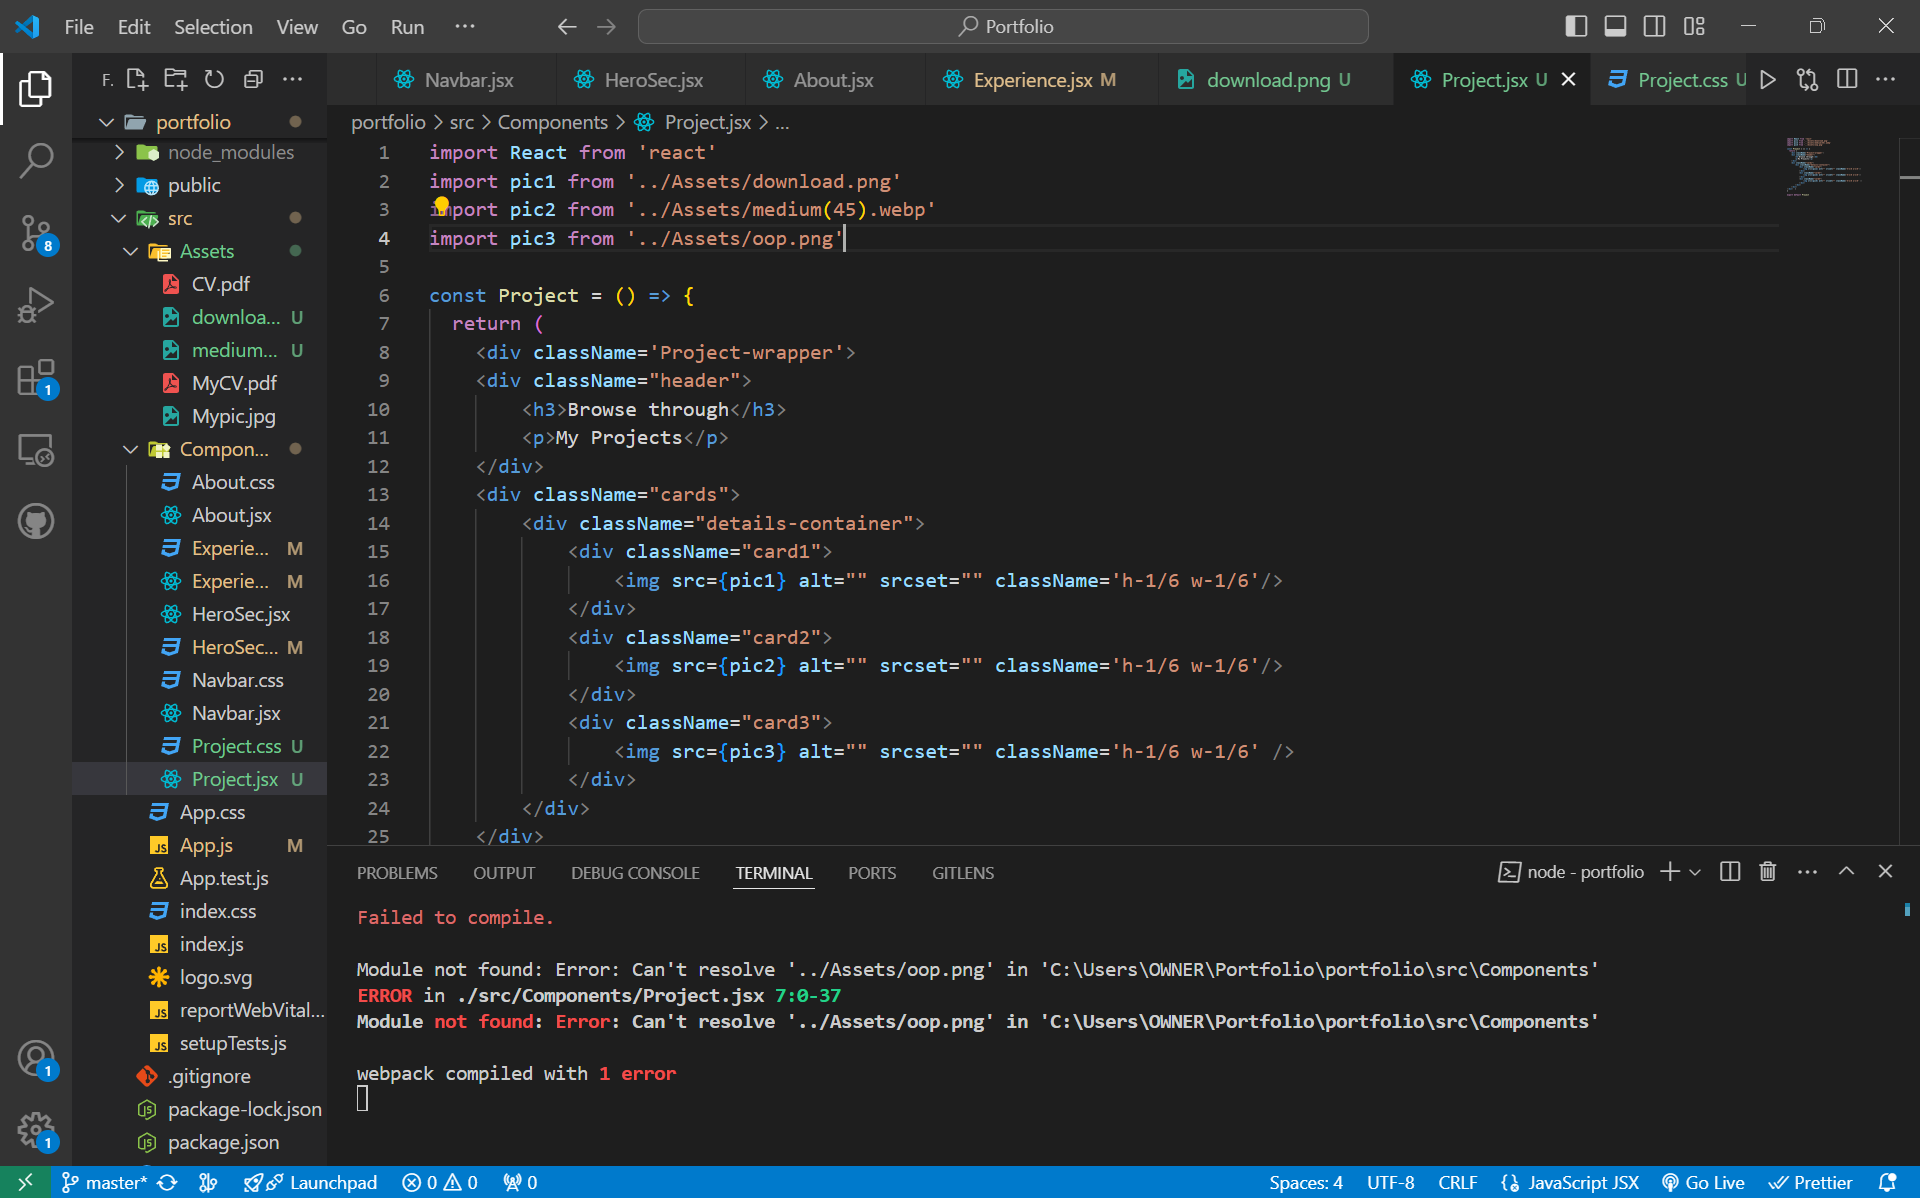 File Edit Selection View Go Run ··· Portfolio
F.
Navbar.jsx HeroSec.jsx About.jsx Experience.jsx M download.png U Project.jsx U Project.css U
portfolio > src > Components > Project.jsx > ...
portfolio
node_modules
public
src
Assets
CV.pdf
downloa... U
medium... U
MyCV.pdf
Mypic.jpg
Compon...
About.css
About.jsx
Experie... M
Experie... M
HeroSec.jsx
HeroSec... M
Navbar.css
Navbar.jsx
Project.css U
Project.jsx U
App.css
App.js M
App.test.js
index.css
index.js
logo.svg
reportWebVital...
setupTests.js
.gitignore
package-lock.json
package.json
8
1
1
1
1 import React from 'react'
2 import pic1 from '../Assets/download.png'
3 import pic2 from '../Assets/medium(45).webp'
4 import pic3 from '../Assets/oop.png'
5
6 const Project = () => {
7 return (
8 <div className='Project-wrapper'>
9 <div className="header">
10 <h3>Browse through</h3>
11 <p>My Projects</p>
12 </div>
13 <div className="cards">
14 <div className="details-container">
15 <div className="card1">
16 <img src={pic1} alt="" srcset="" className='h-1/6 w-1/6'/>
17 </div>
18 <div className="card2">
19 <img src={pic2} alt="" srcset="" className='h-1/6 w-1/6'/>
20 </div>
21 <div className="card3">
22 <img src={pic3} alt="" srcset="" className='h-1/6 w-1/6' />
23 </div>
24 </div>
25 </div>
PROBLEMS OUTPUT DEBUG CONSOLE TERMINAL PORTS GITLENS node - portfolio
Failed to compile.
Module not found: Error: Can't resolve '../Assets/oop.png' in 'C:\Users\OWNER\Portfolio\portfolio\src\Components'
ERROR in ./src/Components/Project.jsx 7:0-37
Module not found: Error: Can't resolve '../Assets/oop.png' in 'C:\Users\OWNER\Portfolio\portfolio\src\Components'
webpack compiled with 1 error
master* Launchpad 0 0 0 Spaces: 4 UTF-8 CRLF JavaScript JSX Go Live Prettier